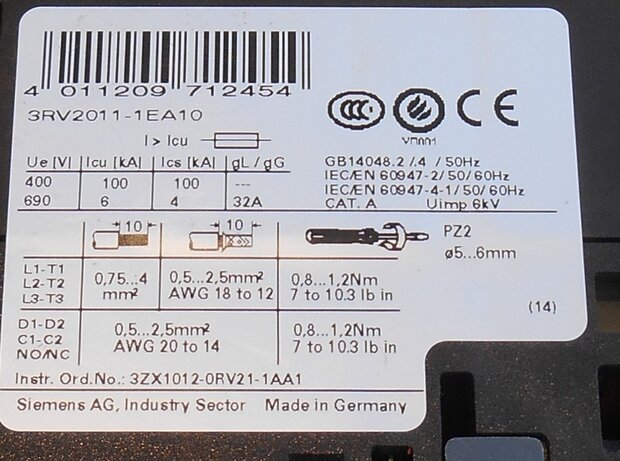 4 011209 712454
3RV2011-1EA10
I > Icu
CCC
CE
Ue [V] Icu [kA] Ics [kA] gL / gG
400 100 100 ---
690 6 4 32A
GB14048.2 /.4 / 50Hz
IEC/EN 60947-2/ 50/ 60Hz
IEC/EN 60947-4-1/ 50/ 60Hz
CAT. A Uimp 6kV
10 10 PZ2
ø5...6mm
L1-T1
L2-T2
L3-T3
0,75...4
mm²
0,5...2,5mm²
AWG 18 to 12
0,8...1,2Nm
7 to 10.3 lb in
(14)
D1-D2
C1-C2
NO/NC
0,5...2,5mm²
AWG 20 to 14
0,8...1,2Nm
7 to 10.3 lb in
Instr. Ord.No.: 3ZX1012-0RV21-1AA1
Siemens AG, Industry Sector Made in Germany